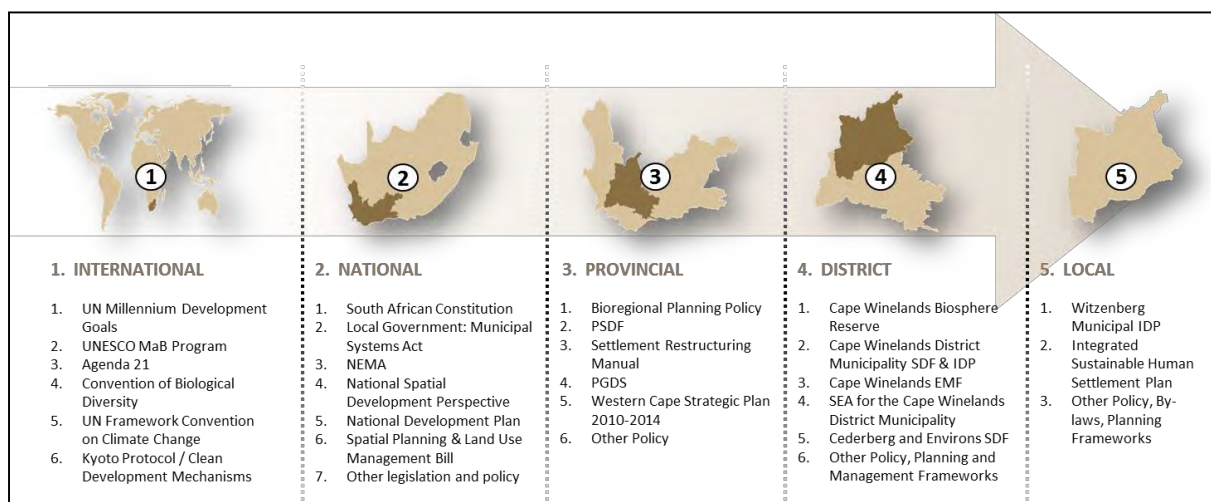 1
2
3
4
5
1. INTERNATIONAL
1. UN Millennium Development
Goals
2. UNESCO MaB Program
3. Agenda 21
4. Convention of Biological
Diversity
5. UN Framework Convention
on Climate Change
6. Kyoto Protocol / Clean
Development Mechanisms
2. NATIONAL
1. South African Constitution
2. Local Government: Municipal
Systems Act
3. NEMA
4. National Spatial
Development Perspective
5. National Development Plan
6. Spatial Planning & Land Use
Management Bill
7. Other legislation and policy
3. PROVINCIAL
1. Bioregional Planning Policy
2. PSDF
3. Settlement Restructuring
Manual
4. PGDS
5. Western Cape Strategic Plan
2010-2014
6. Other Policy
4. DISTRICT
1. Cape Winelands Biosphere
Reserve
2. Cape Winelands District
Municipality SDF & IDP
3. Cape Winelands EMF
4. SEA for the Cape Winelands
District Municipality
5. Cederberg and Environs SDF
6. Other Policy, Planning and
Management Frameworks
5. LOCAL
1. Witzenberg
Municipal IDP
2. Integrated
Sustainable Human
Settlement Plan
3. Other Policy, By-
laws, Planning
Frameworks